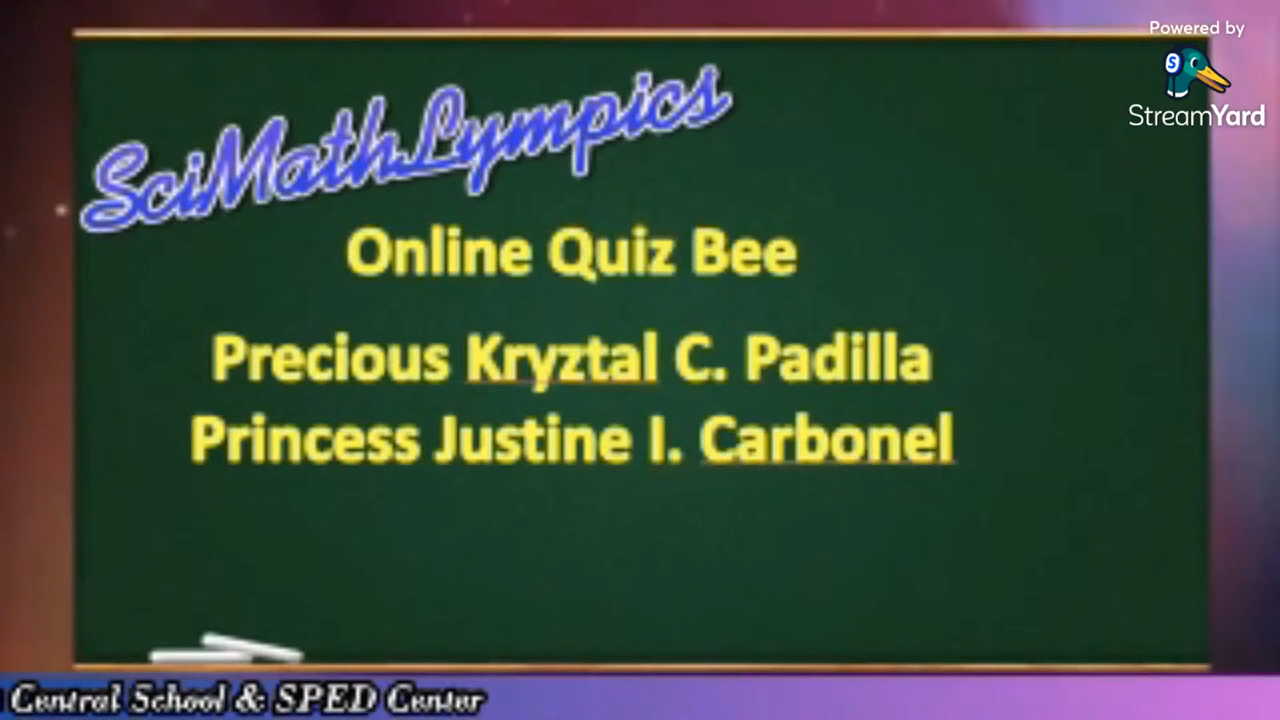 Powered by
StreamYard
SciMathLympics
Online Quiz Bee
Precious Kryztal C. Padilla
Princess Justine I. Carbonel
Central School & SPED Center